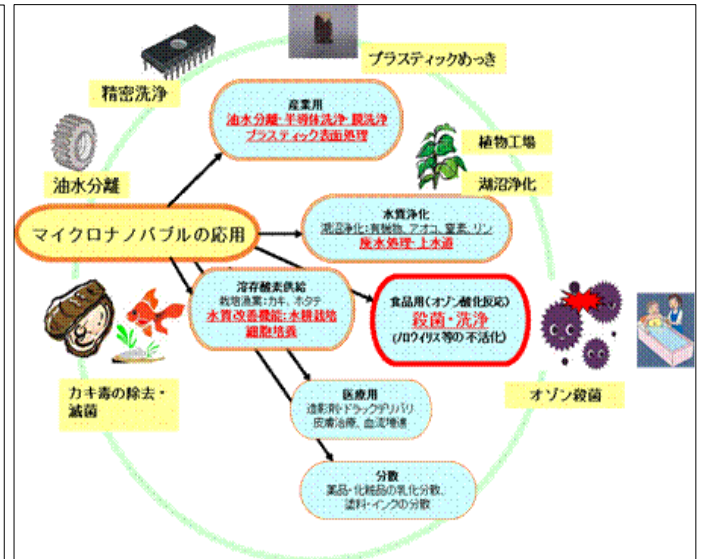 プラスティックめっき
精密洗浄
産業用
油水分離・半導体洗浄・膜洗浄
プラスティック表面処理
植物工場
湖沼浄化
油水分離
水質浄化
湖沼浄化：有機物、アオコ、窒素、リン
廃水処理・上水道
マイクロナノバブルの応用
溶存酸素供給
栽培漁業：カキ、ホタテ
水質改善機能：水耕栽培
細胞培養
食品用（オゾン酸化反応）
殺菌・洗浄
（ノロウイリス等の不活化）
カキ毒の除去・
滅菌
オゾン殺菌
医療用
造影剤・ドラックデリバリ
皮膚治療、血流増進
分散
薬品・化粧品の乳化分散、
塗料・インクの分散